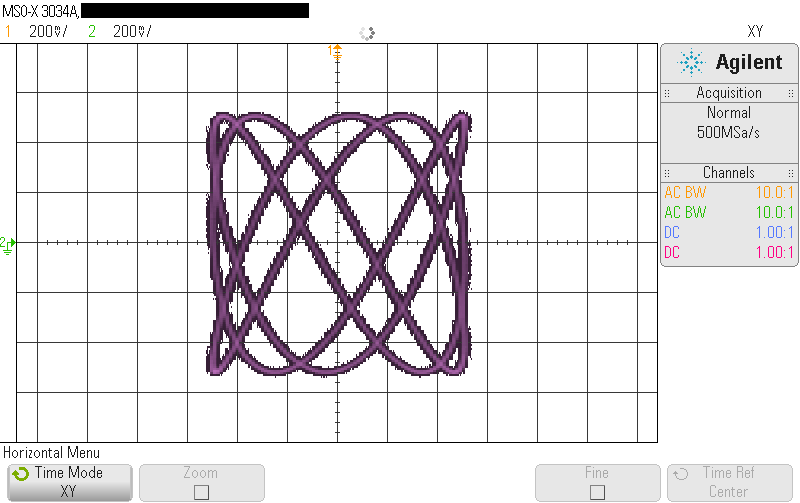 MSO-X 3034A,
1 200mV/ 2 200mV/ XY
1
2
Agilent
Acquisition
Normal
500MSa/s
Channels
AC BW 10.0:1
AC BW 10.0:1
DC 1.00:1
DC 1.00:1
Horizontal Menu
Time Mode Zoom Fine Time Ref
XY Center